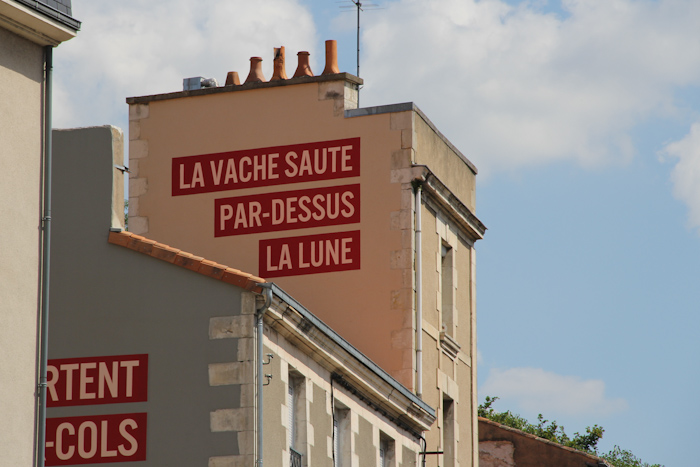 LA VACHE SAUTE
PAR-DESSUS
LA LUNE
RTENT
-COLS